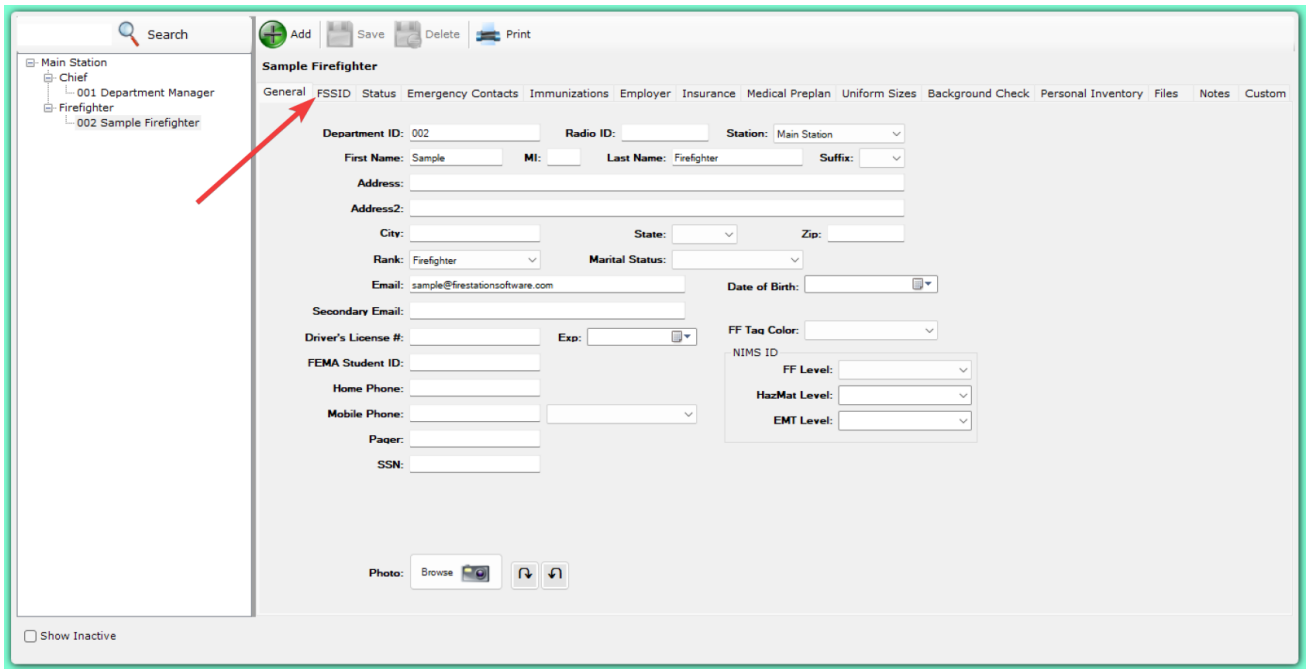 Search
Add Save Delete Print
Main Station
Chief
001 Department Manager
Firefighter
002 Sample Firefighter
Sample Firefighter
General FSSID Status Emergency Contacts Immunizations Employer Insurance Medical Preplan Uniform Sizes Background Check Personal Inventory Files Notes Custom
Department ID: 002 Radio ID: Station: Main Station
First Name: Sample MI: Last Name: Firefighter Suffix:
Address:
Address2:
City: State: Zip:
Rank: Firefighter Marital Status:
Email: sample@firestationsoftware.com Date of Birth:
Secondary Email:
Driver's License #: Exp: FF Tag Color:
NIMS ID
FEMA Student ID: FF Level:
Home Phone: HazMat Level:
Mobile Phone: EMT Level:
Pager:
SSN:
Photo: Browse
Show Inactive